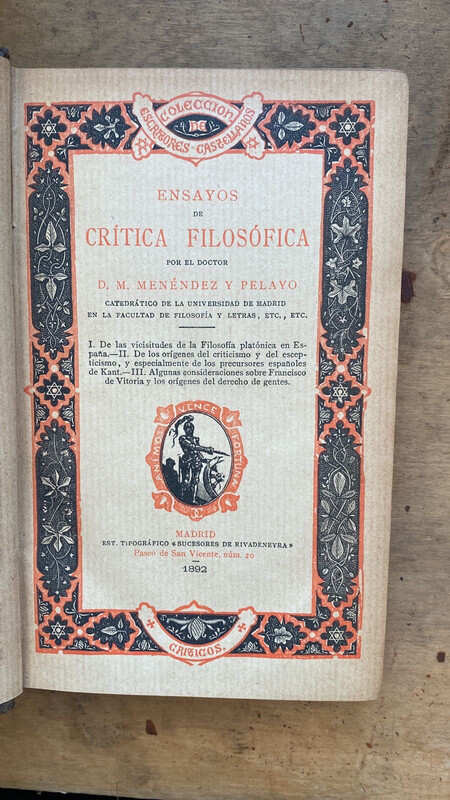 COLECCIÓN
DE
ESCRITORES CASTELLANOS
ENSAYOS
DE
CRÍTICA FILOSÓFICA
POR EL DOCTOR
D. M. MENÉNDEZ Y PELAYO
CATEDRÁTICO DE LA UNIVERSIDAD DE MADRID
EN LA FACULTAD DE FILOSOFÍA Y LETRAS, ETC., ETC.
I. De las vicisitudes de la Filosofía platónica en Es-
paña.—II. De los orígenes del criticismo y del escep-
ticismo, y especialmente de los precursores españoles
de Kant.—III. Algunas consideraciones sobre Francisco
de Vitoria y los orígenes del derecho de gentes.
ÁNIMO VENCE FORTUNA
MADRID
EST. TIPOGRÁFICO «SUCESORES DE RIVADENEYRA»
Paseo de San Vicente, núm. 20
1892
CRÍTICOS.